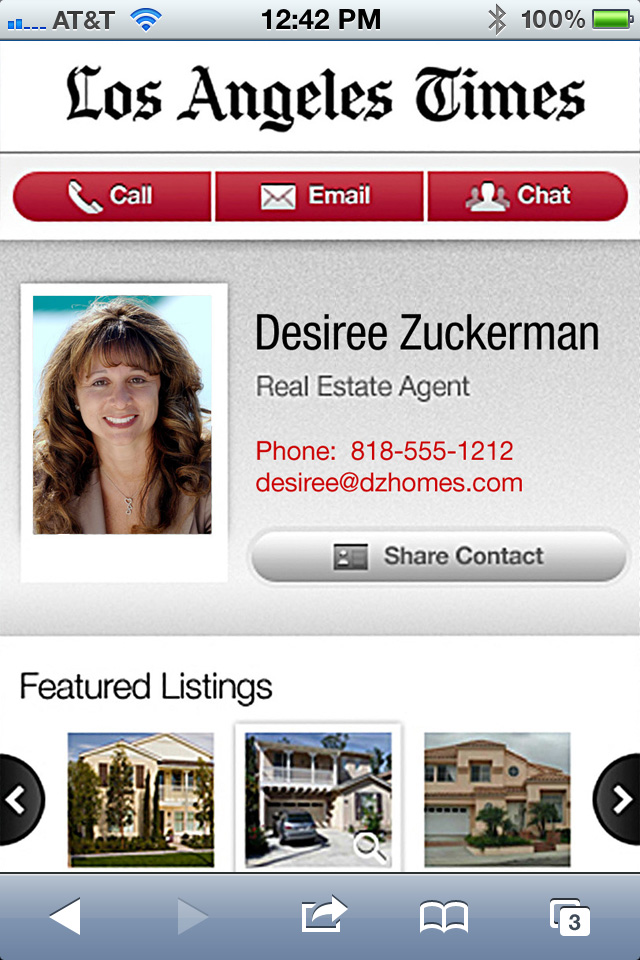 AT&T 12:42 PM 100%
Los Angeles Times
Call Email Chat
Desiree Zuckerman
Real Estate Agent
Phone: 818-555-1212
desiree@dzhomes.com
Share Contact
Featured Listings
3